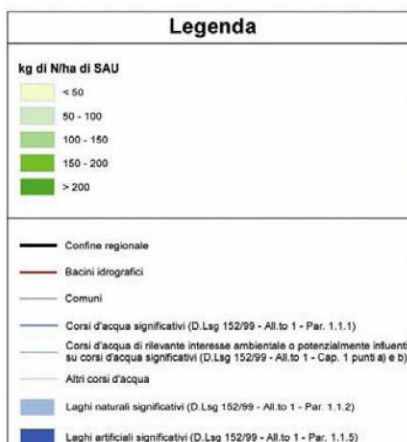 Legenda
kg di N/ha di SAU
< 50
50 - 100
100 - 150
150 - 200
> 200
Confine regionale
Bacini idrografici
Comuni
Corsi d'acqua significativi (D.Lsg 152/99 - All.to 1 - Par. 1.1.1)
Corsi d'acqua di rilevante interesse ambientale o potenzialmente influenti
su corsi d'acqua significativi (D.Lsg 152/99 - All.to 1 - Cap. 1 punti a) e b)
Altri corsi d'acqua
Laghi naturali significativi (D.Lsg 152/99 - All.to 1 - Par. 1.1.2)
Laghi artificiali significativi (D.Lsg 152/99 - All.to 1 - Par. 1.1.5)